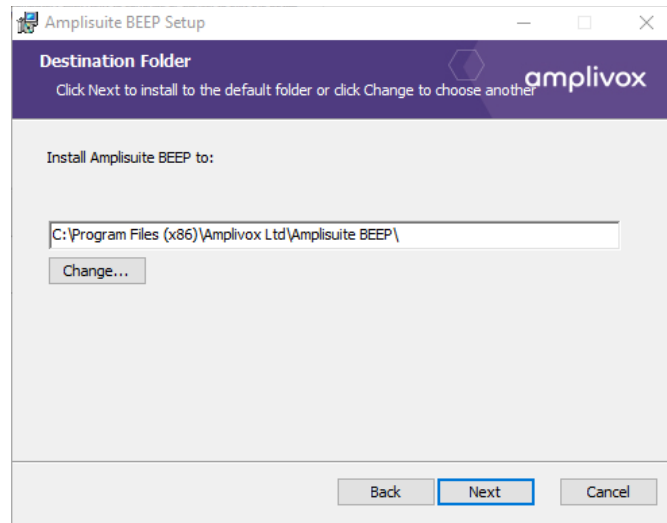 Amplisuite BEEP Setup
Destination Folder
Click Next to install to the default folder or click Change to choose another
amplivox
Install Amplisuite BEEP to:
C:\Program Files (x86)\Amplivox Ltd\Amplisuite BEEP\
Change...
Back Next Cancel